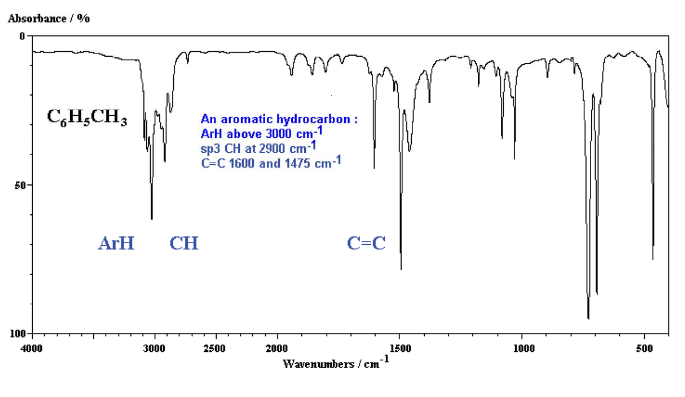 Absorbance / %
0
C₆H₅CH₃
An aromatic hydrocarbon :
ArH above 3000 cm⁻¹
sp3 CH at 2900 cm⁻¹
C=C 1600 and 1475 cm⁻¹
50
ArH CH C=C
100
4000 3000 2500 2000 1500 1000 500
Wavenumbers / cm⁻¹